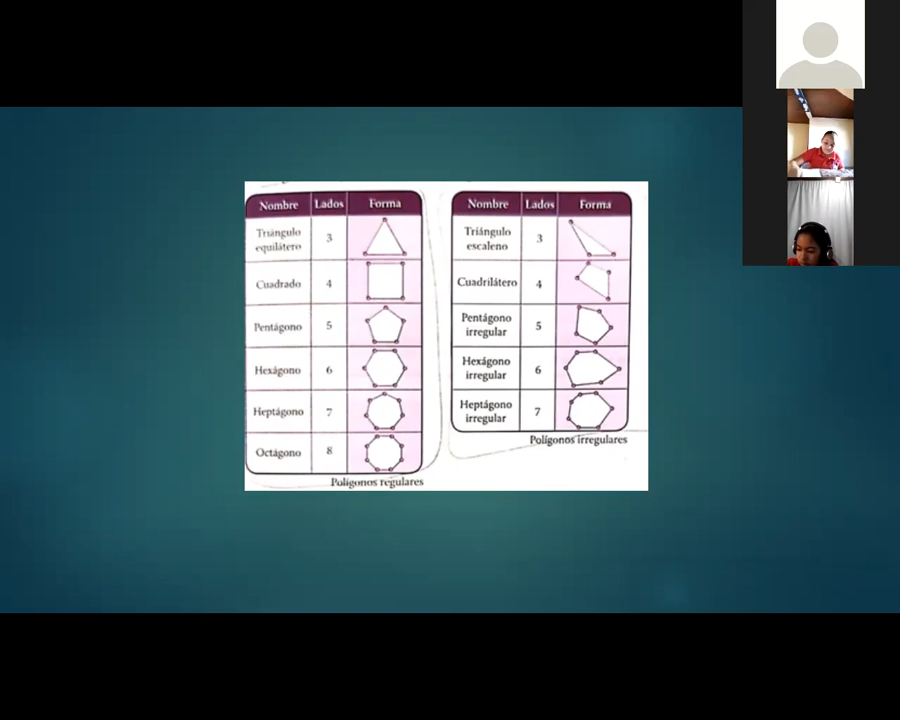 Nombre Lados Forma
Triángulo
equilátero 3
Cuadrado 4
Pentágono 5
Hexágono 6
Heptágono 7
Octágono 8
Polígonos regulares
Nombre Lados Forma
Triángulo
escaleno 3
Cuadrilátero 4
Pentágono
irregular 5
Hexágono
irregular 6
Heptágono
irregular 7
Polígonos irregulares